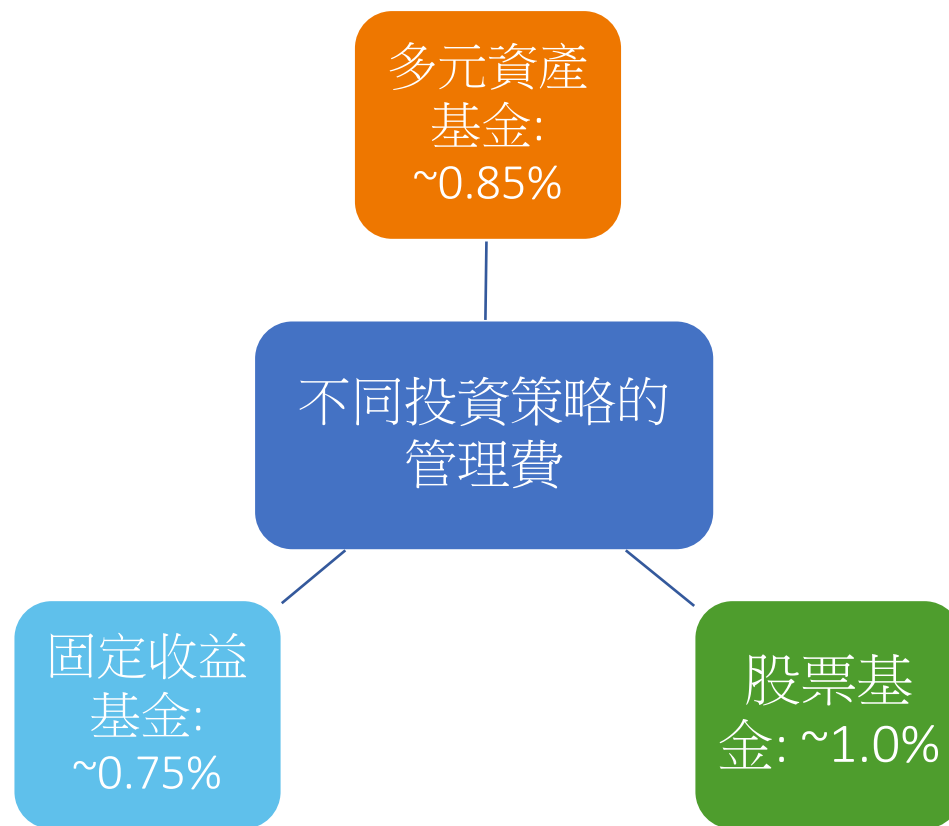 多元資產
基金:
~0.85%
不同投資策略的
管理費
固定收益
基金:
~0.75%
股票基
金: ~1.0%